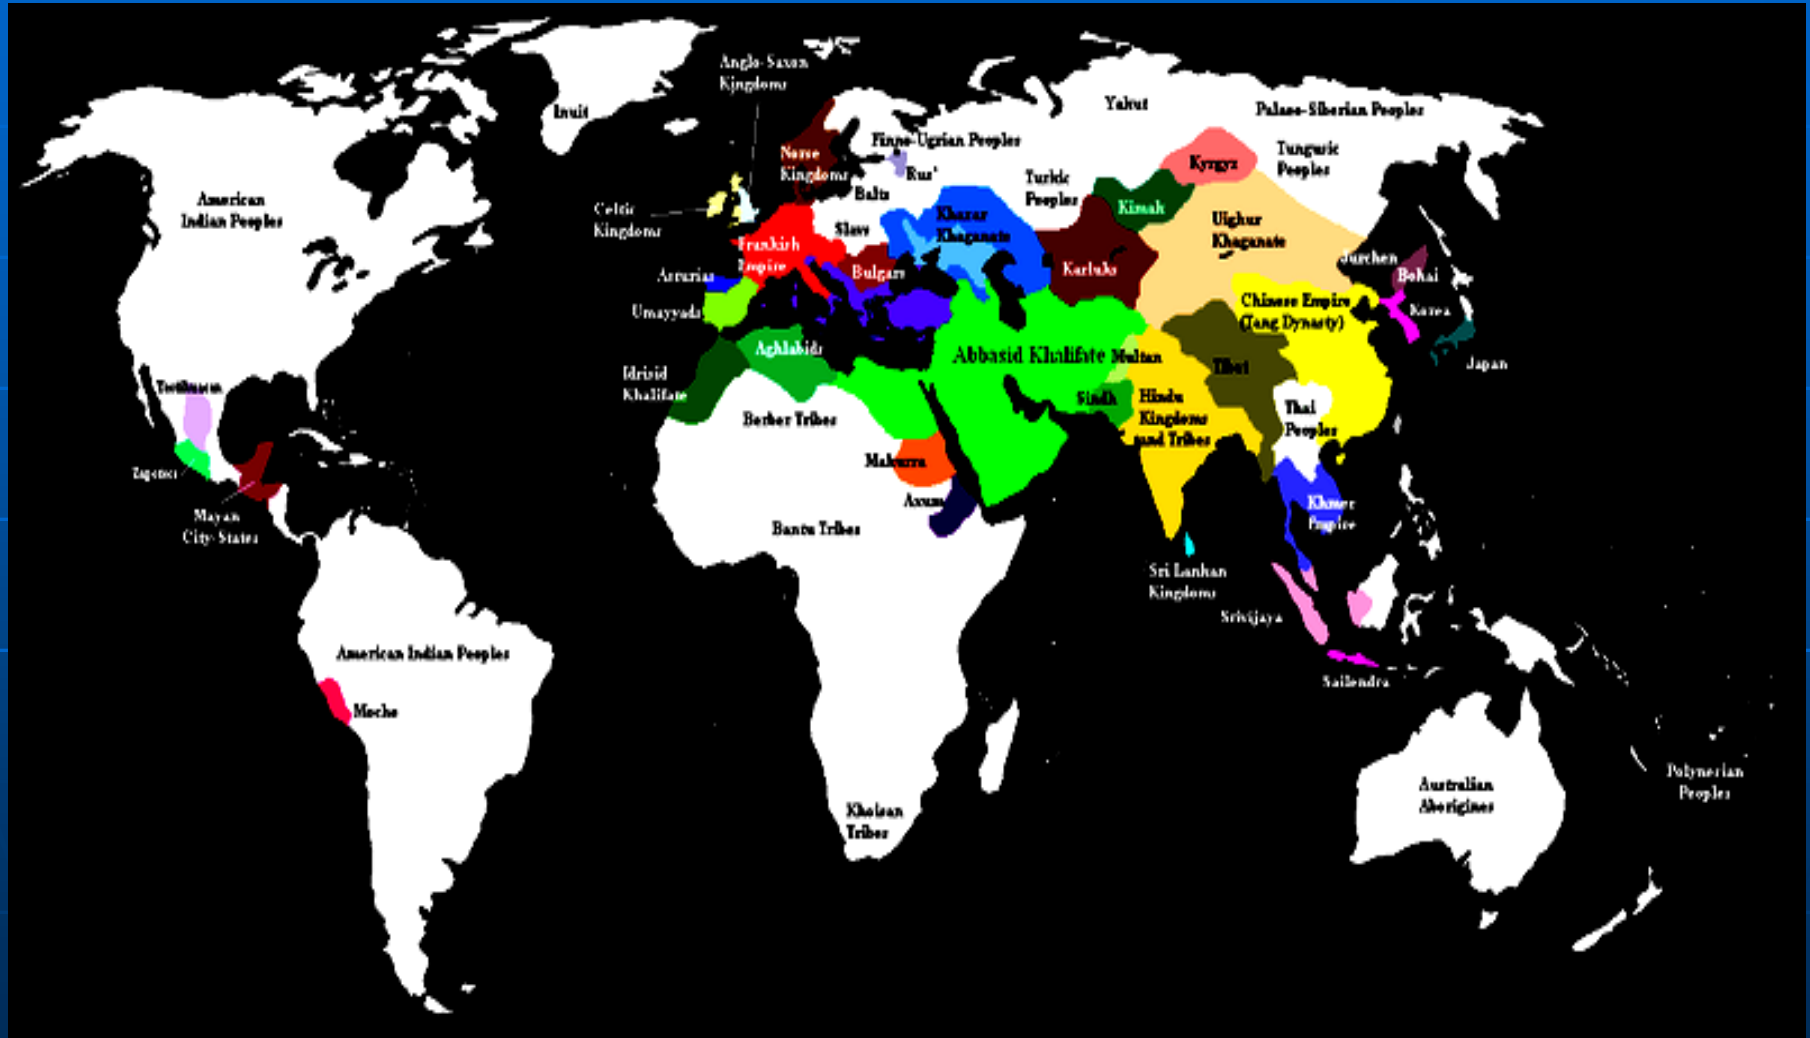 Anglo-Saxon
Kingdoms
Inuit
Yakut
Palaeo-Siberian Peoples
Finno-Ugrian Peoples
Norse
Kingdoms
Rus'
Balts
Turkic
Peoples
Kyrgyz
Tungusic
Peoples
American
Indian Peoples
Celtic
Kingdoms
Slavs
Khazar
Khaganate
Kimak
Uighur
Khaganate
Frankish
Empire
Asturias
Bulgars
Karluks
Jurchen
Bohai
Umayyads
Chinese Empire
(Tang Dynasty)
Korea
Aghlabids
Abbasid Khalifate
Multan
Tibet
Japan
Idrisid
Khalifate
Sindh
Hindu
Kingdoms
and Tribes
Thai
Peoples
Berber Tribes
Makurra
Zapotecs
Axum
Khmer
Empire
Mayan
City-States
Bantu Tribes
Sri Lankan
Kingdoms
Srivijaya
American Indian Peoples
Sailendra
Moche
Australian
Aborigines
Polynesian
Peoples
Khoisan
Tribes